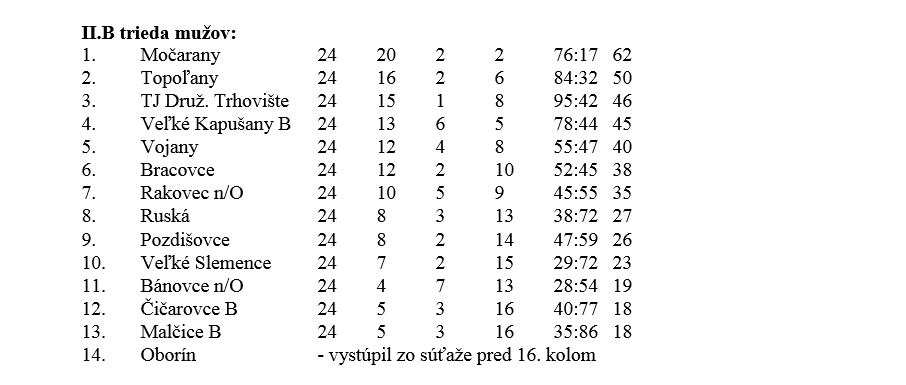 II.B trieda mužov:
1. Močarany 24 20 2 2 76:17 62
2. Topoľany 24 16 2 6 84:32 50
3. TJ Druž. Trhovište 24 15 1 8 95:42 46
4. Veľké Kapušany B 24 13 6 5 78:44 45
5. Vojany 24 12 4 8 55:47 40
6. Bracovce 24 12 2 10 52:45 38
7. Rakovec n/O 24 10 5 9 45:55 35
8. Ruská 24 8 3 13 38:72 27
9. Pozdišovce 24 8 2 14 47:59 26
10. Veľké Slemence 24 7 2 15 29:72 23
11. Bánovce n/O 24 4 7 13 28:54 19
12. Čičarovce B 24 5 3 16 40:77 18
13. Malčice B 24 5 3 16 35:86 18
14. Oborín - vystúpil zo súťaže pred 16. kolom